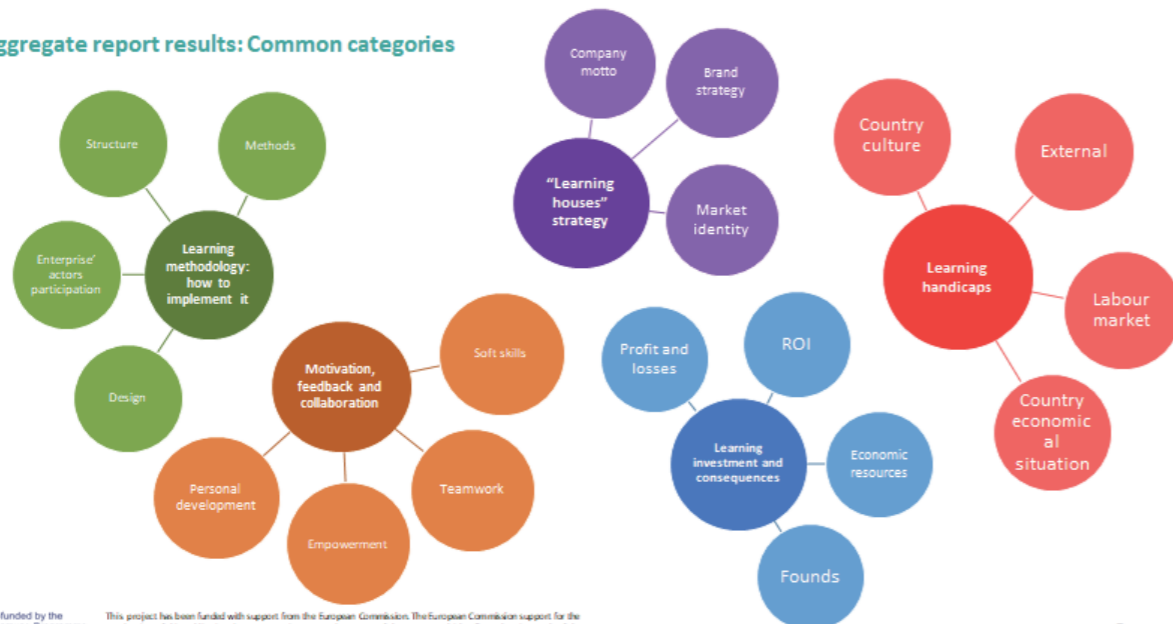 ggregate report results: Common categories
Company
motto
Brand
strategy
"Learning
houses"
strategy
Market
identity
Structure
Methods
Enterprise'
actors
participation
Learning
methodology:
how to
implement it
Design
Country
culture
External
Learning
handicaps
Labour
market
Country
economic
al
situation
Motivation,
feedback and
collaboration
Soft skills
Personal
development
Empowerment
Teamwork
Profit and
losses
ROI
Learning
investment and
consequences
Economic
resources
Founds
funded by the
This project has been funded with support from the European Commission. The European Commission support for the